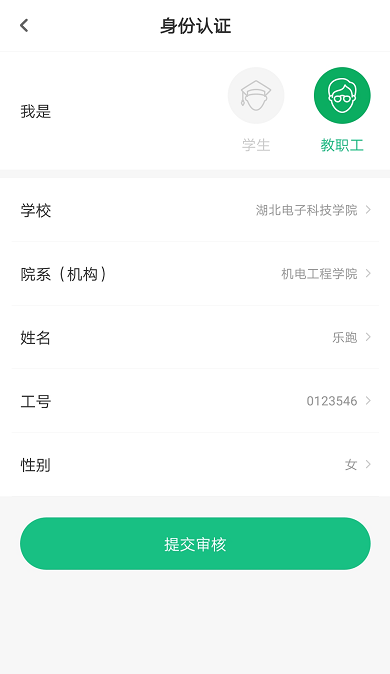 身份认证
我是
学生
教职工
学校
湖北电子科技学院
院系（机构）
机电工程学院
姓名
乐跑
工号
0123546
性别
女
提交审核